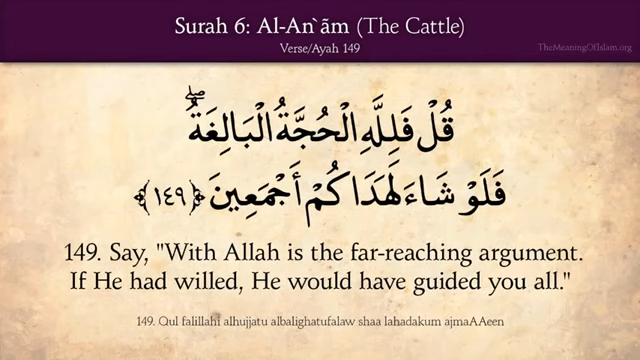 Surah 6: Al-An`ãm (The Cattle)
Verse/Ayah 149
TheMeaningOfIslam.org
قُلْ فَلِلَّهِ الْحُجَّةُ الْبَالِغَةُ ۖ
فَلَوْ شَاءَ لَهَدَاكُمْ أَجْمَعِينَ ﴿١٤٩﴾
149. Say, "With Allah is the far-reaching argument.
If He had willed, He would have guided you all."
149. Qul falillahi alhujjatu albalighatufalaw shaa lahadakum ajmaAAeen